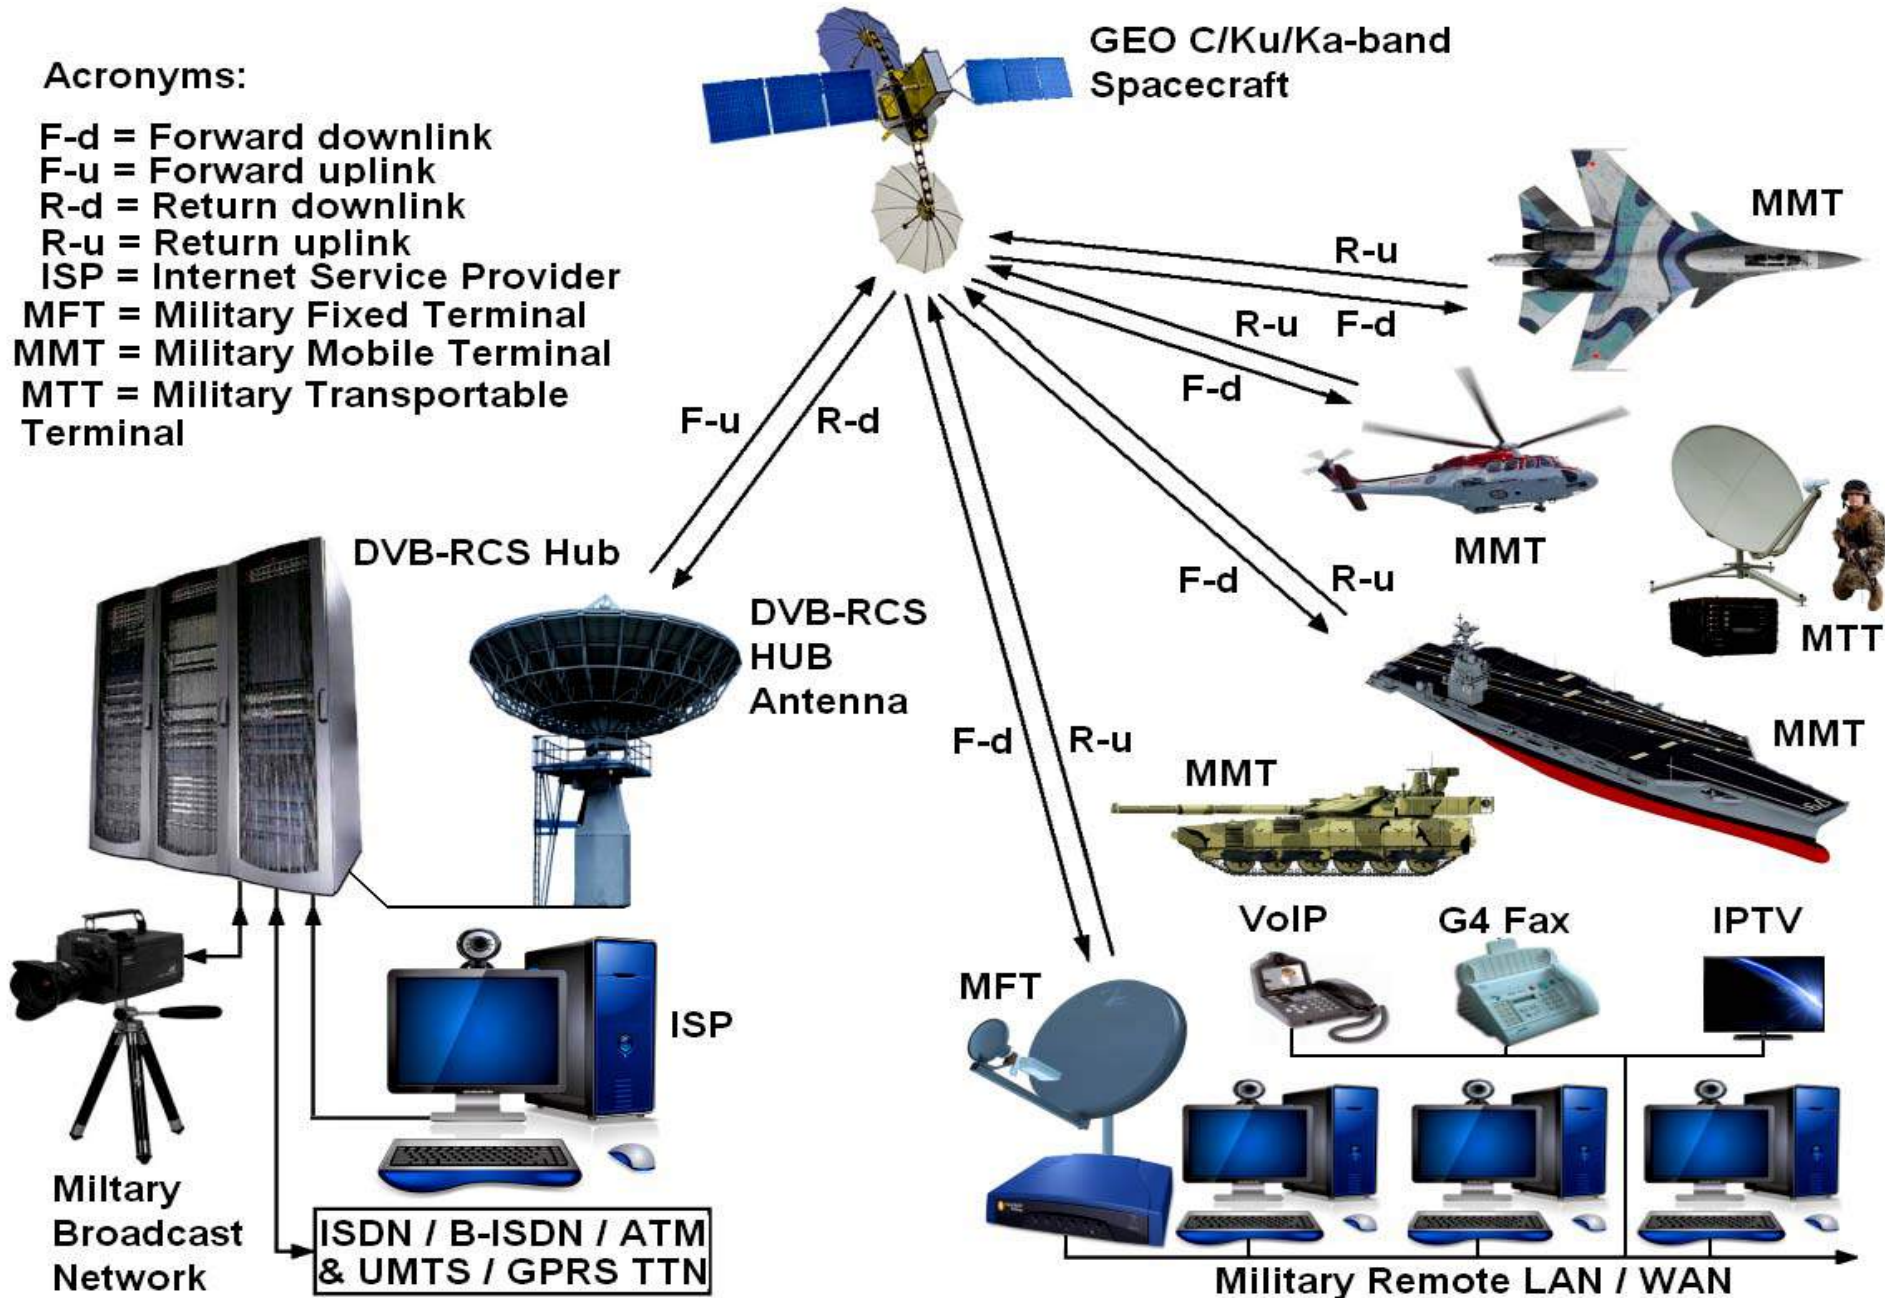 GEO C/Ku/Ka-band
Spacecraft
Acronyms:
F-d = Forward downlink
F-u = Forward uplink
R-d = Return downlink
R-u = Return uplink
ISP = Internet Service Provider
MFT = Military Fixed Terminal
MMT = Military Mobile Terminal
MTT = Military Transportable
Terminal
MMT
R-u
R-u
F-d
F-d
F-u
R-d
MMT
DVB-RCS Hub
F-d
R-u
DVB-RCS
HUB
Antenna
MTT
F-d
R-u
MMT
MMT
VoIP
G4 Fax
IPTV
MFT
ISP
Miltary
Broadcast
Network
ISDN / B-ISDN / ATM
& UMTS / GPRS TTN
Military Remote LAN / WAN